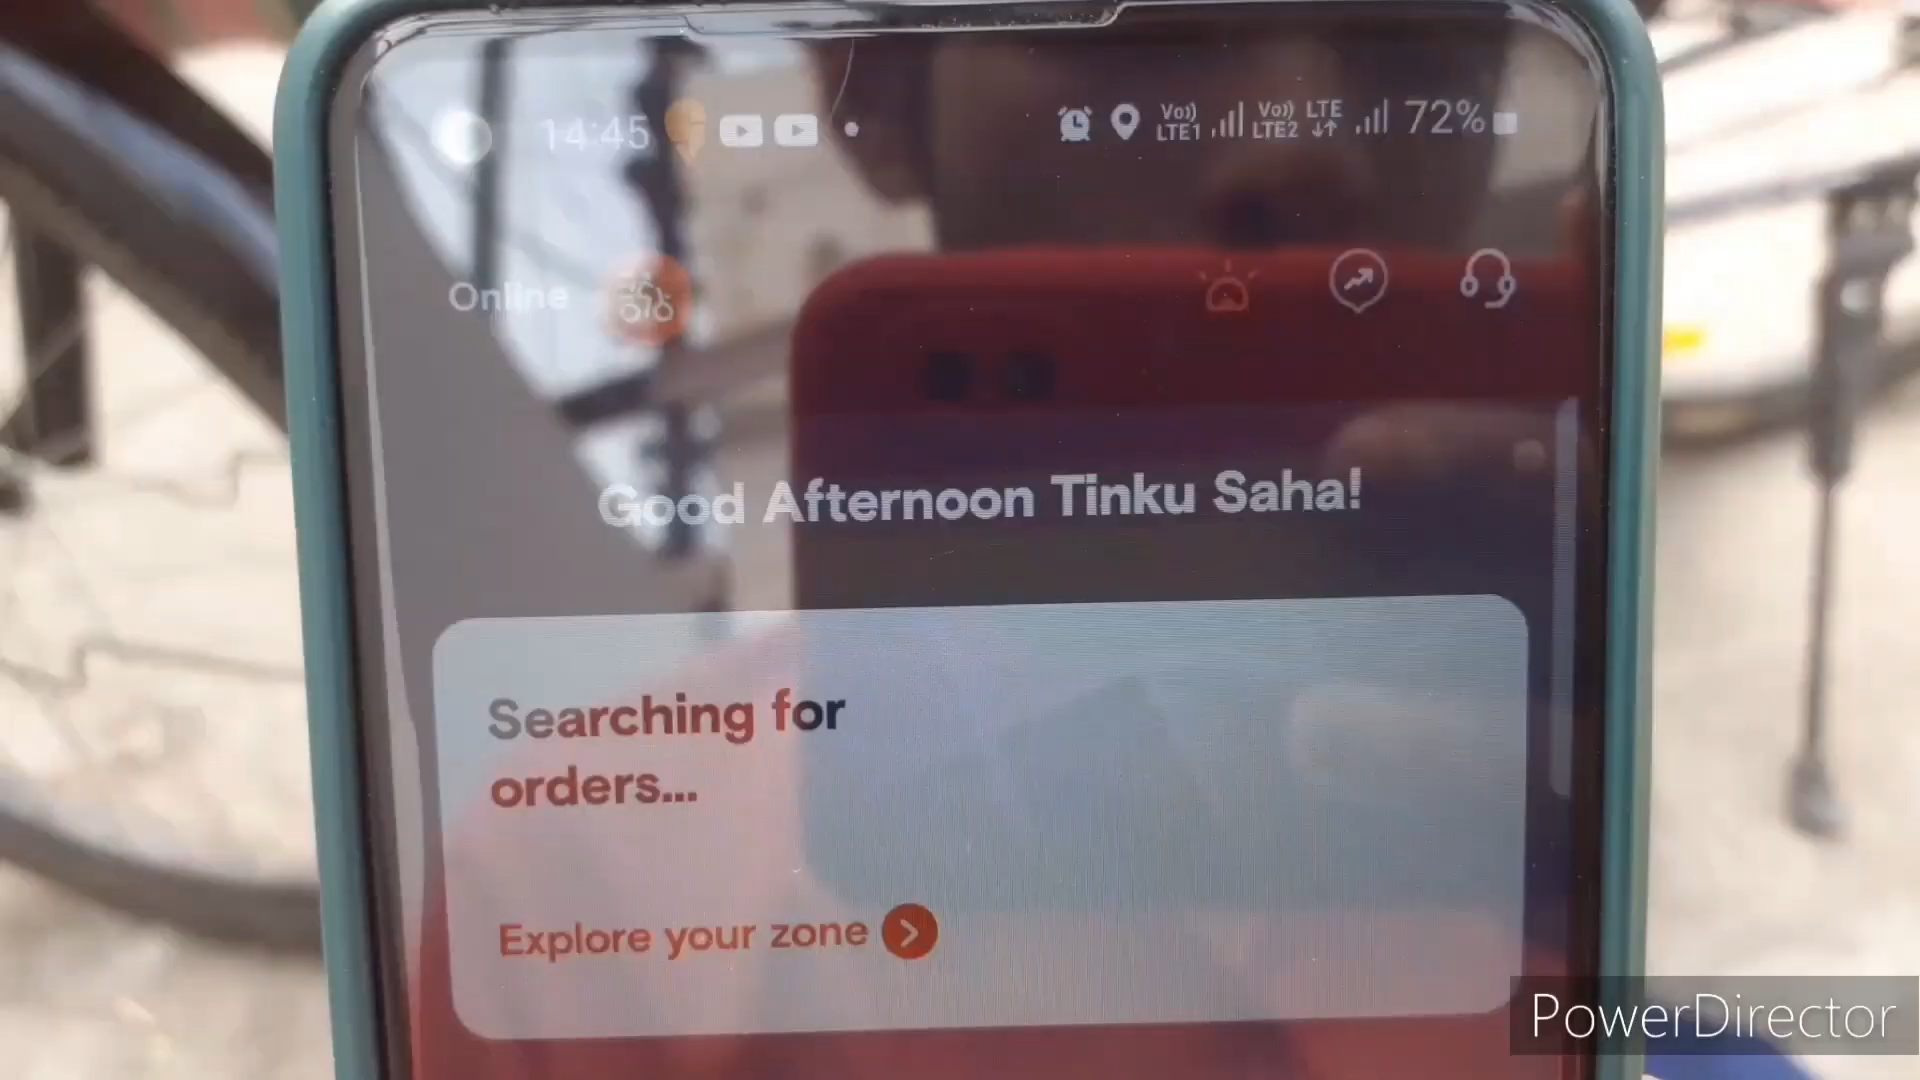 14:45
Vo)) LTE1 Vo)) LTE2 LTE 72%
Online
Good Afternoon Tinku Saha!
Searching for
orders...
Explore your zone
PowerDirector